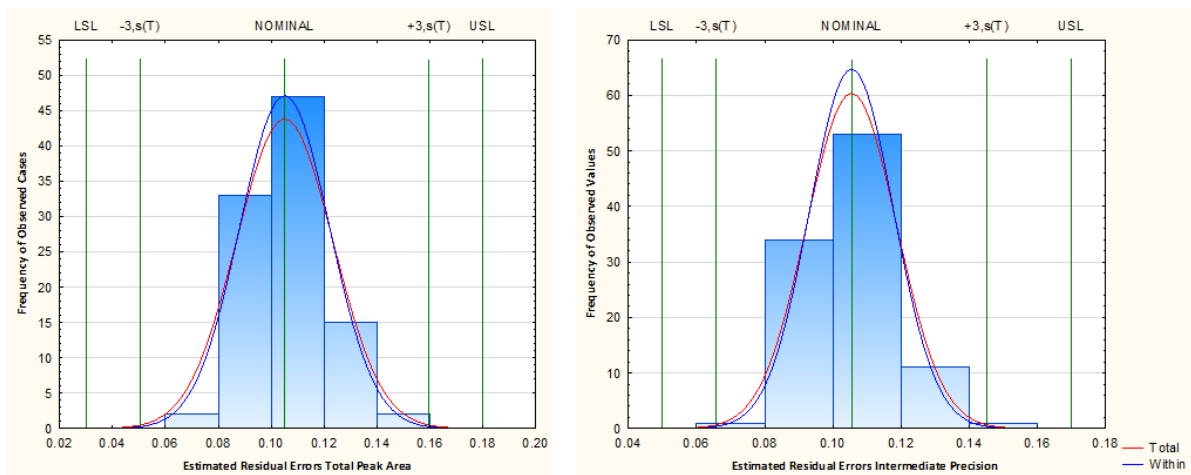 LSL -3,s(T) NOMINAL +3,s(T) USL
55
50
45
40
35
30
25
20
15
10
5
0
Frequency of Observed Cases
0.02 0.04 0.06 0.08 0.10 0.12 0.14 0.16 0.18 0.20
Estimated Residual Errors Total Peak Area
LSL -3,s(T) NOMINAL +3,s(T) USL
70
60
50
40
30
20
10
0
Frequency of Observed Values
0.04 0.06 0.08 0.10 0.12 0.14 0.16 0.18
Estimated Residual Errors Intermediate Precision
Total
Within